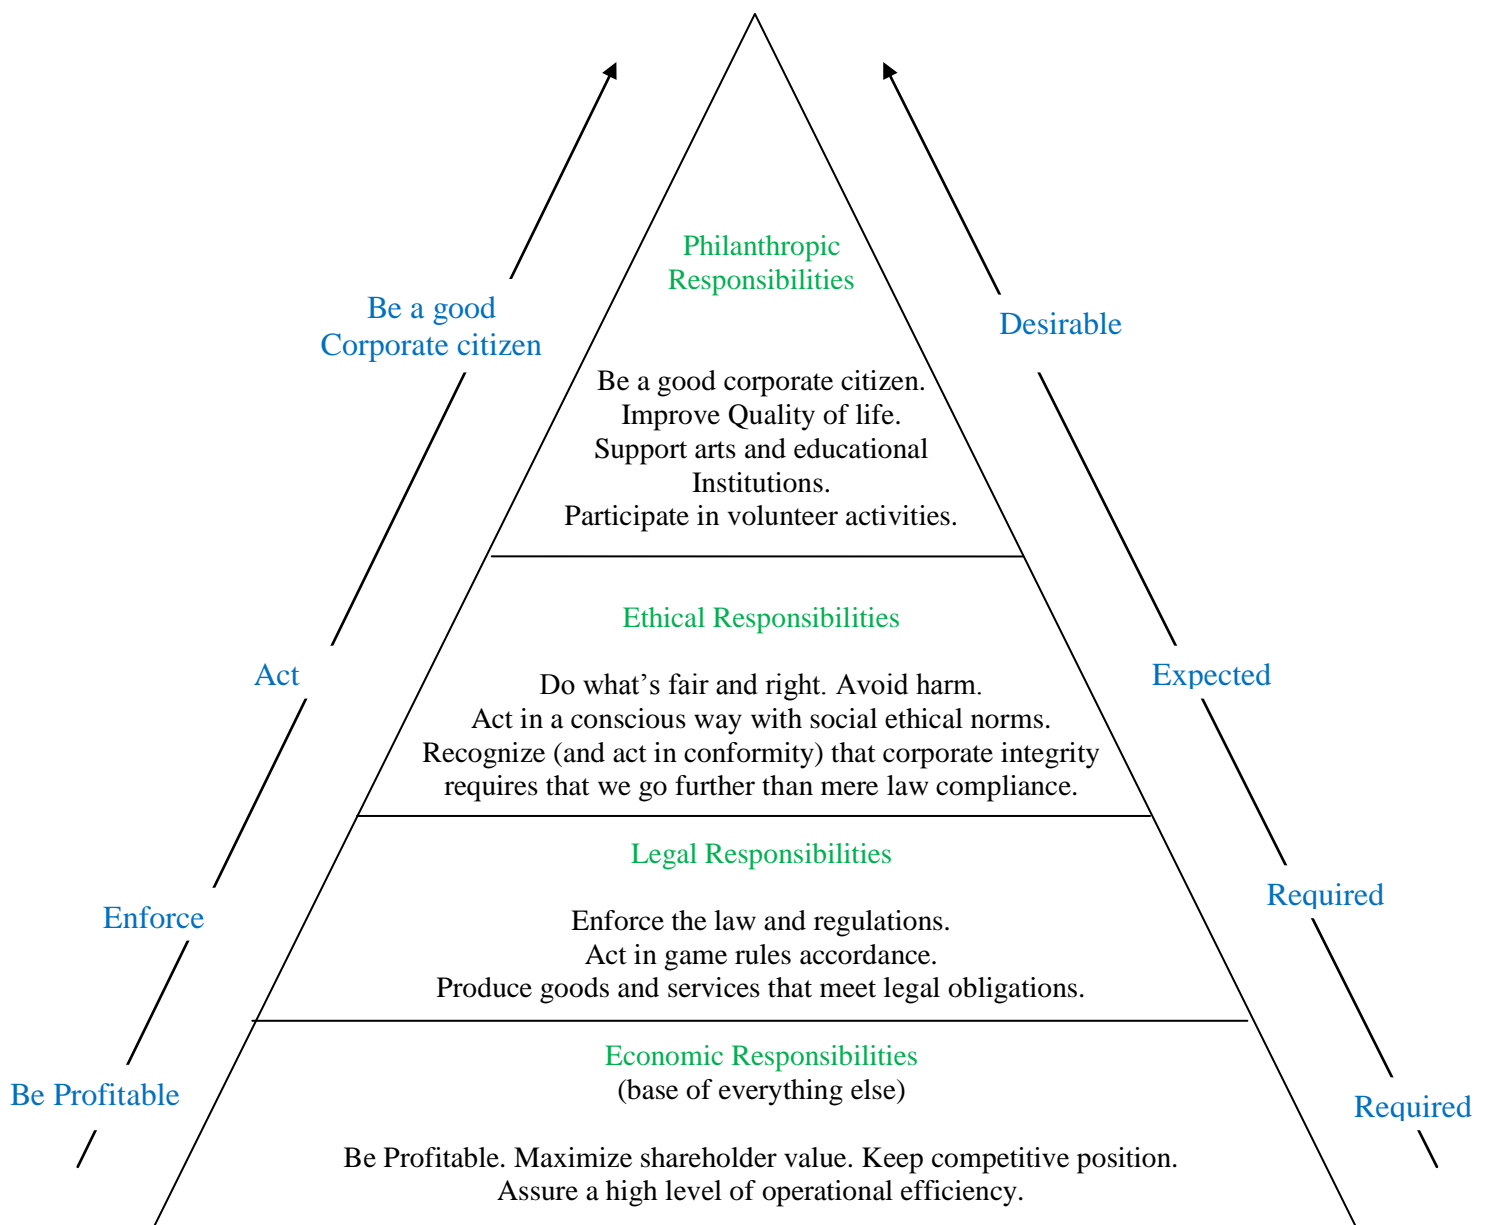 Philanthropic
Responsibilities
Be a good
Corporate citizen
Desirable
Be a good corporate citizen.
Improve Quality of life.
Support arts and educational
Institutions.
Participate in volunteer activities.
Ethical Responsibilities
Act
Expected
Do what’s fair and right. Avoid harm.
Act in a conscious way with social ethical norms.
Recognize (and act in conformity) that corporate integrity
requires that we go further than mere law compliance.
Legal Responsibilities
Enforce
Required
Enforce the law and regulations.
Act in game rules accordance.
Produce goods and services that meet legal obligations.
Economic Responsibilities
(base of everything else)
Be Profitable
Required
Be Profitable. Maximize shareholder value. Keep competitive position.
Assure a high level of operational efficiency.